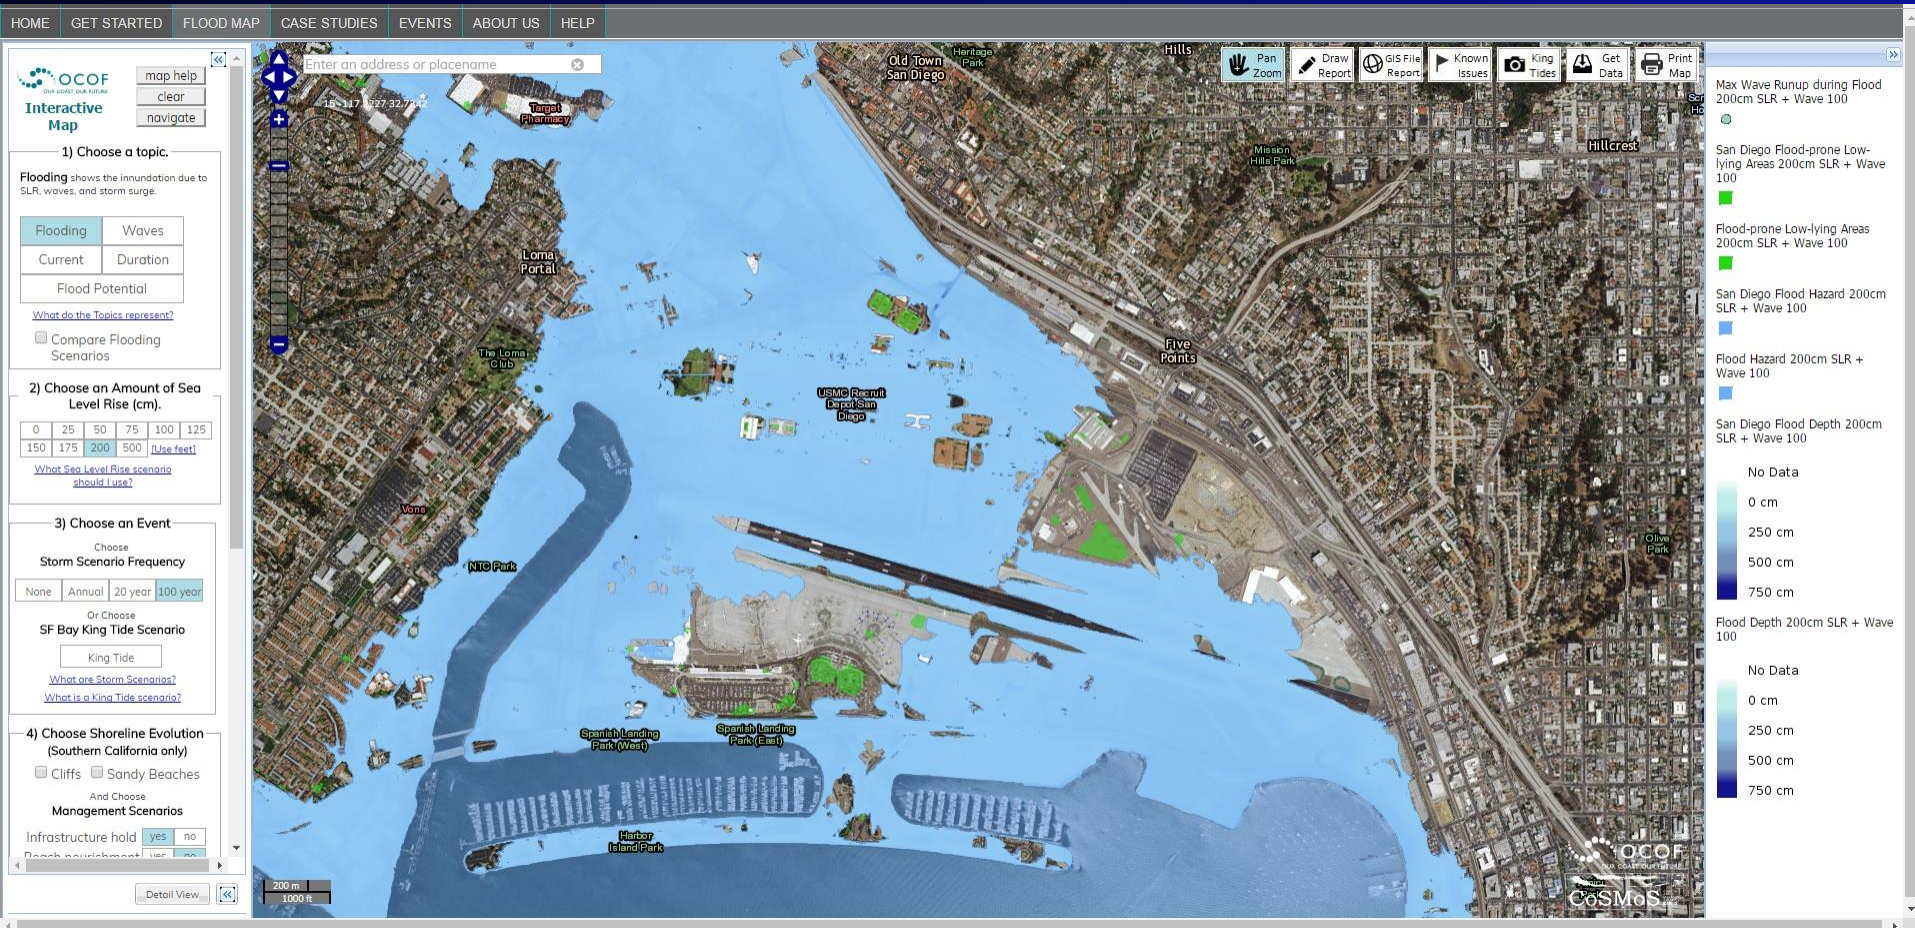 HOME GET STARTED FLOOD MAP CASE STUDIES EVENTS ABOUT US HELP
OCOF
OUR COAST OUR FUTURE
Interactive
Map
map help
clear
navigate
1) Choose a topic.
Flooding shows the innundation due to
SLR, waves, and storm surge.
Flooding Waves
Current Duration
Flood Potential
What do the Topics represent?
Compare Flooding
Scenarios
2) Choose an Amount of Sea
Level Rise (cm).
0 25 50 75 100 125
150 175 200 500 [Use feet]
What Sea Level Rise scenario
should I use?
3) Choose an Event
Choose
Storm Scenario Frequency
None Annual 20 year 100 year
Or Choose
SF Bay King Tide Scenario
King Tide
What are Storm Scenarios?
What is a King Tide scenario?
4) Choose Shoreline Evolution
(Southern California only)
Cliffs Sandy Beaches
And Choose
Management Scenarios
Infrastructure hold yes no
Beach nourishment yes no
Detail View
Enter an address or placename
Pan
Zoom
Draw
Report
GIS File
Report
Known
Issues
King
Tides
Get
Data
Print
Map
Hills
Heritage
Park
Old Town
San Diego
Target
Pharmacy
Mission
Hills Park
Hillcrest
Loma
Portal
The Loma
Club
Five
Points
USMC Recruit
Depot San
Diego
Vons
Olive
Park
NTC Park
Spanish Landing
Park (West)
Spanish Landing
Park (East)
Harbor
Island Park
200 m
1000 ft
OCOF
OUR COAST OUR FUTURE
CoSMoS
Max Wave Runup during Flood
200cm SLR + Wave 100
San Diego Flood-prone Low-
lying Areas 200cm SLR + Wave
100
Flood-prone Low-lying Areas
200cm SLR + Wave 100
San Diego Flood Hazard 200cm
SLR + Wave 100
Flood Hazard 200cm SLR +
Wave 100
San Diego Flood Depth 200cm
SLR + Wave 100
No Data
0 cm
250 cm
500 cm
750 cm
Flood Depth 200cm SLR + Wave
100
No Data
0 cm
250 cm
500 cm
750 cm